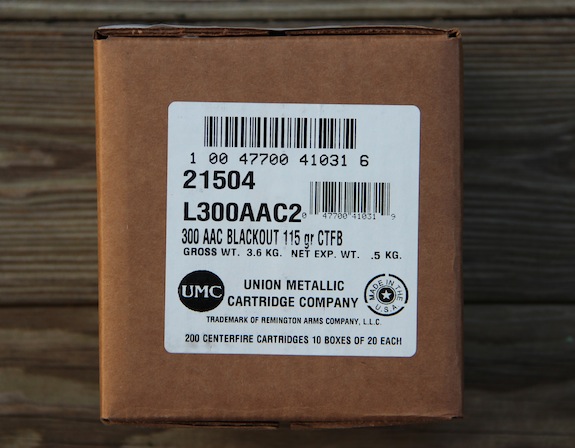 1 00 47700 41031 6
21504
L300AAC2
0 47700 41031 9
300 AAC BLACKOUT 115 gr CTFB
GROSS WT. 3.6 KG. NET EXP. WT. .5 KG.
UMC
UNION METALLIC
CARTRIDGE COMPANY
MADE IN THE U.S.A
TRADEMARK OF REMINGTON ARMS COMPANY, L.L.C.
200 CENTERFIRE CARTRIDGES 10 BOXES OF 20 EACH